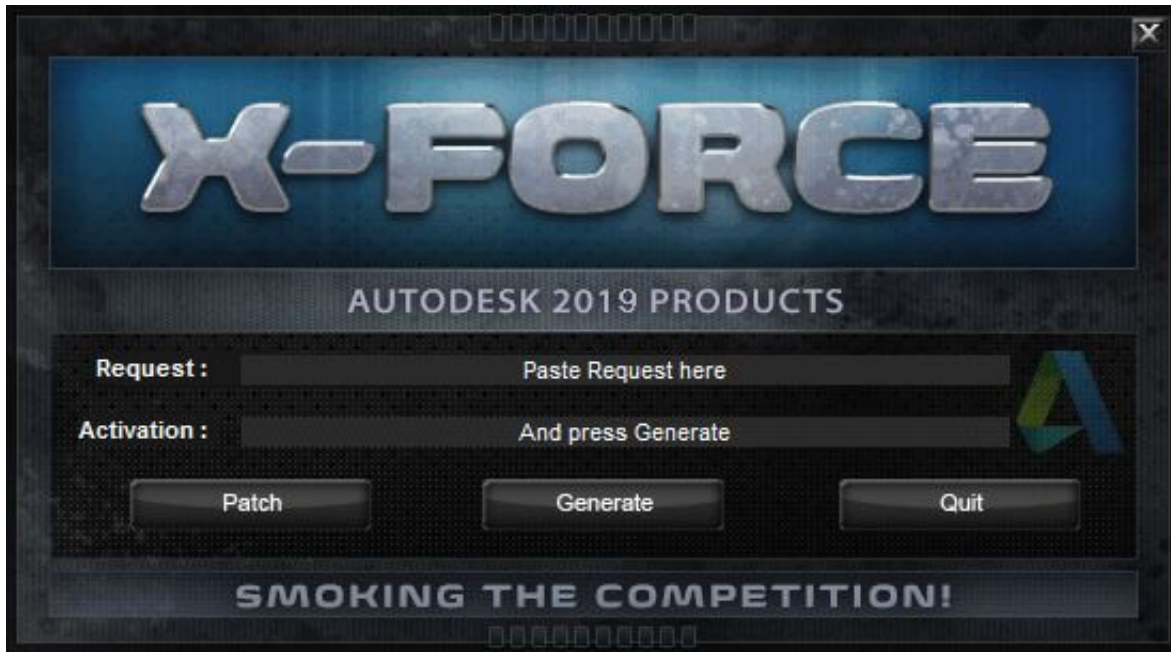 X-FORCE
AUTODESK 2019 PRODUCTS
Request : Paste Request here
Activation : And press Generate
Patch Generate Quit
SMOKING THE COMPETITION!